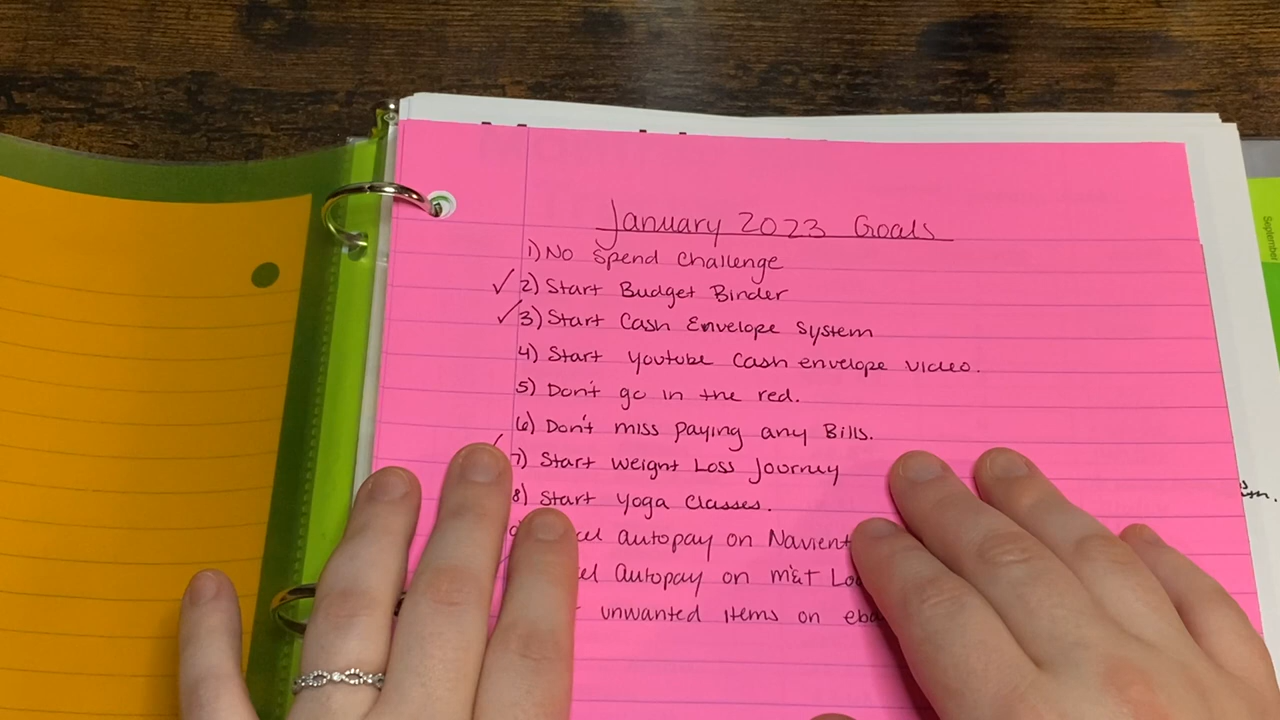 January 2023 Goals
1) No Spend Challenge
✓ 2) Start Budget Binder
✓ 3) Start Cash Envelope System
4) Start Youtube Cash envelope video.
5) Don't go in the red.
6) Don't miss paying any Bills.
7) Start Weight Loss Journey
8) Start Yoga Classes.
Autopay on Navient
Autopay on m&t
unwanted items on
September